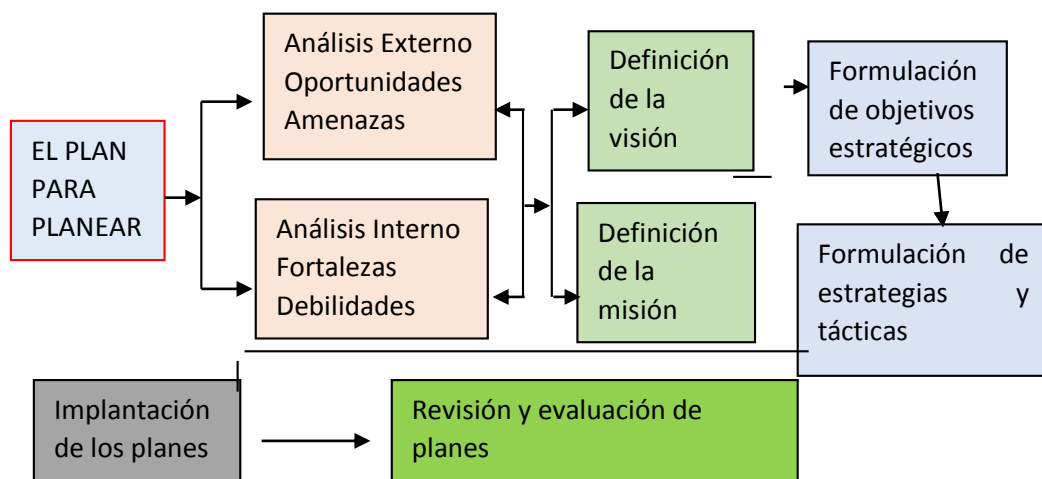 EL PLAN
PARA
PLANEAR
Análisis Externo
Oportunidades
Amenazas
Análisis Interno
Fortalezas
Debilidades
Definición
de la
visión
Definición
de la
misión
Formulación
de objetivos
estratégicos
Formulación de
estrategias y
tácticas
Implantación
de los planes
Revisión y evaluación de
planes